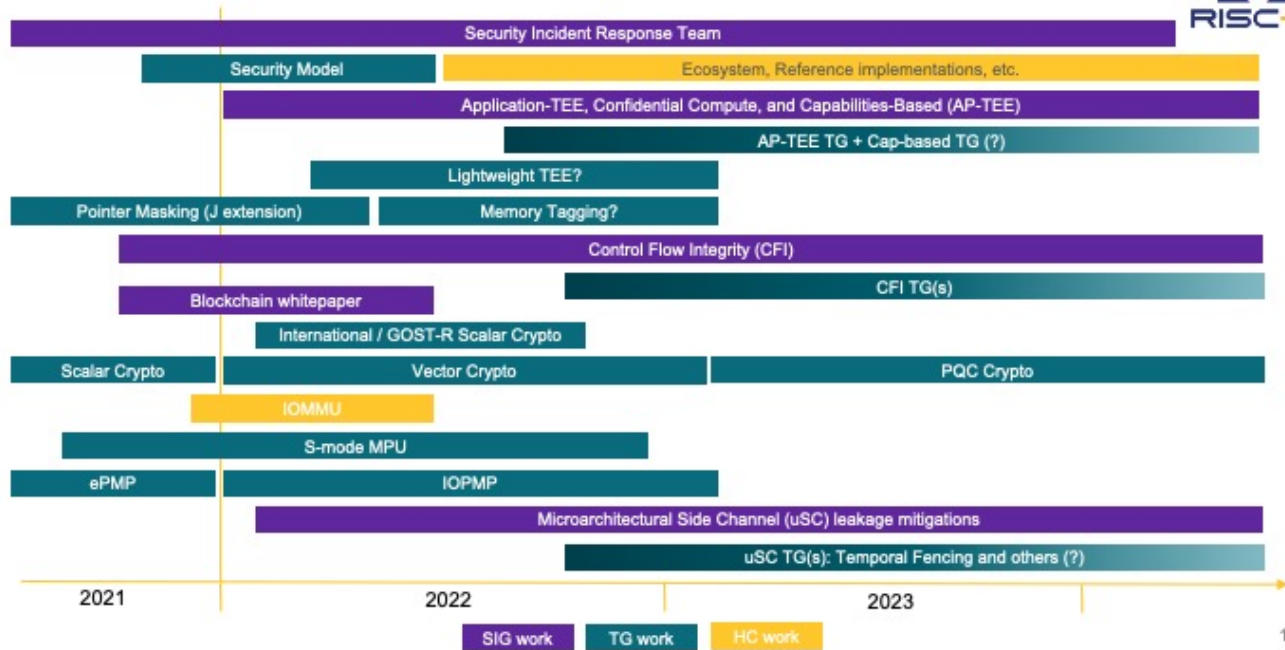 RISC
Security Incident Response Team
Security Model
Ecosystem, Reference implementations, etc.
Application-TEE, Confidential Compute, and Capabilities-Based (AP-TEE)
AP-TEE TG + Cap-based TG (?)
Lightweight TEE?
Pointer Masking (J extension)
Memory Tagging?
Control Flow Integrity (CFI)
CFI TG(s)
Blockchain whitepaper
International / GOST-R Scalar Crypto
Scalar Crypto
Vector Crypto
PQC Crypto
IOMMU
S-mode MPU
ePMP
IOPMP
Microarchitectural Side Channel (uSC) leakage mitigations
uSC TG(s): Temporal Fencing and others (?)
2021
2022
2023
SIG work
TG work
HC work
1